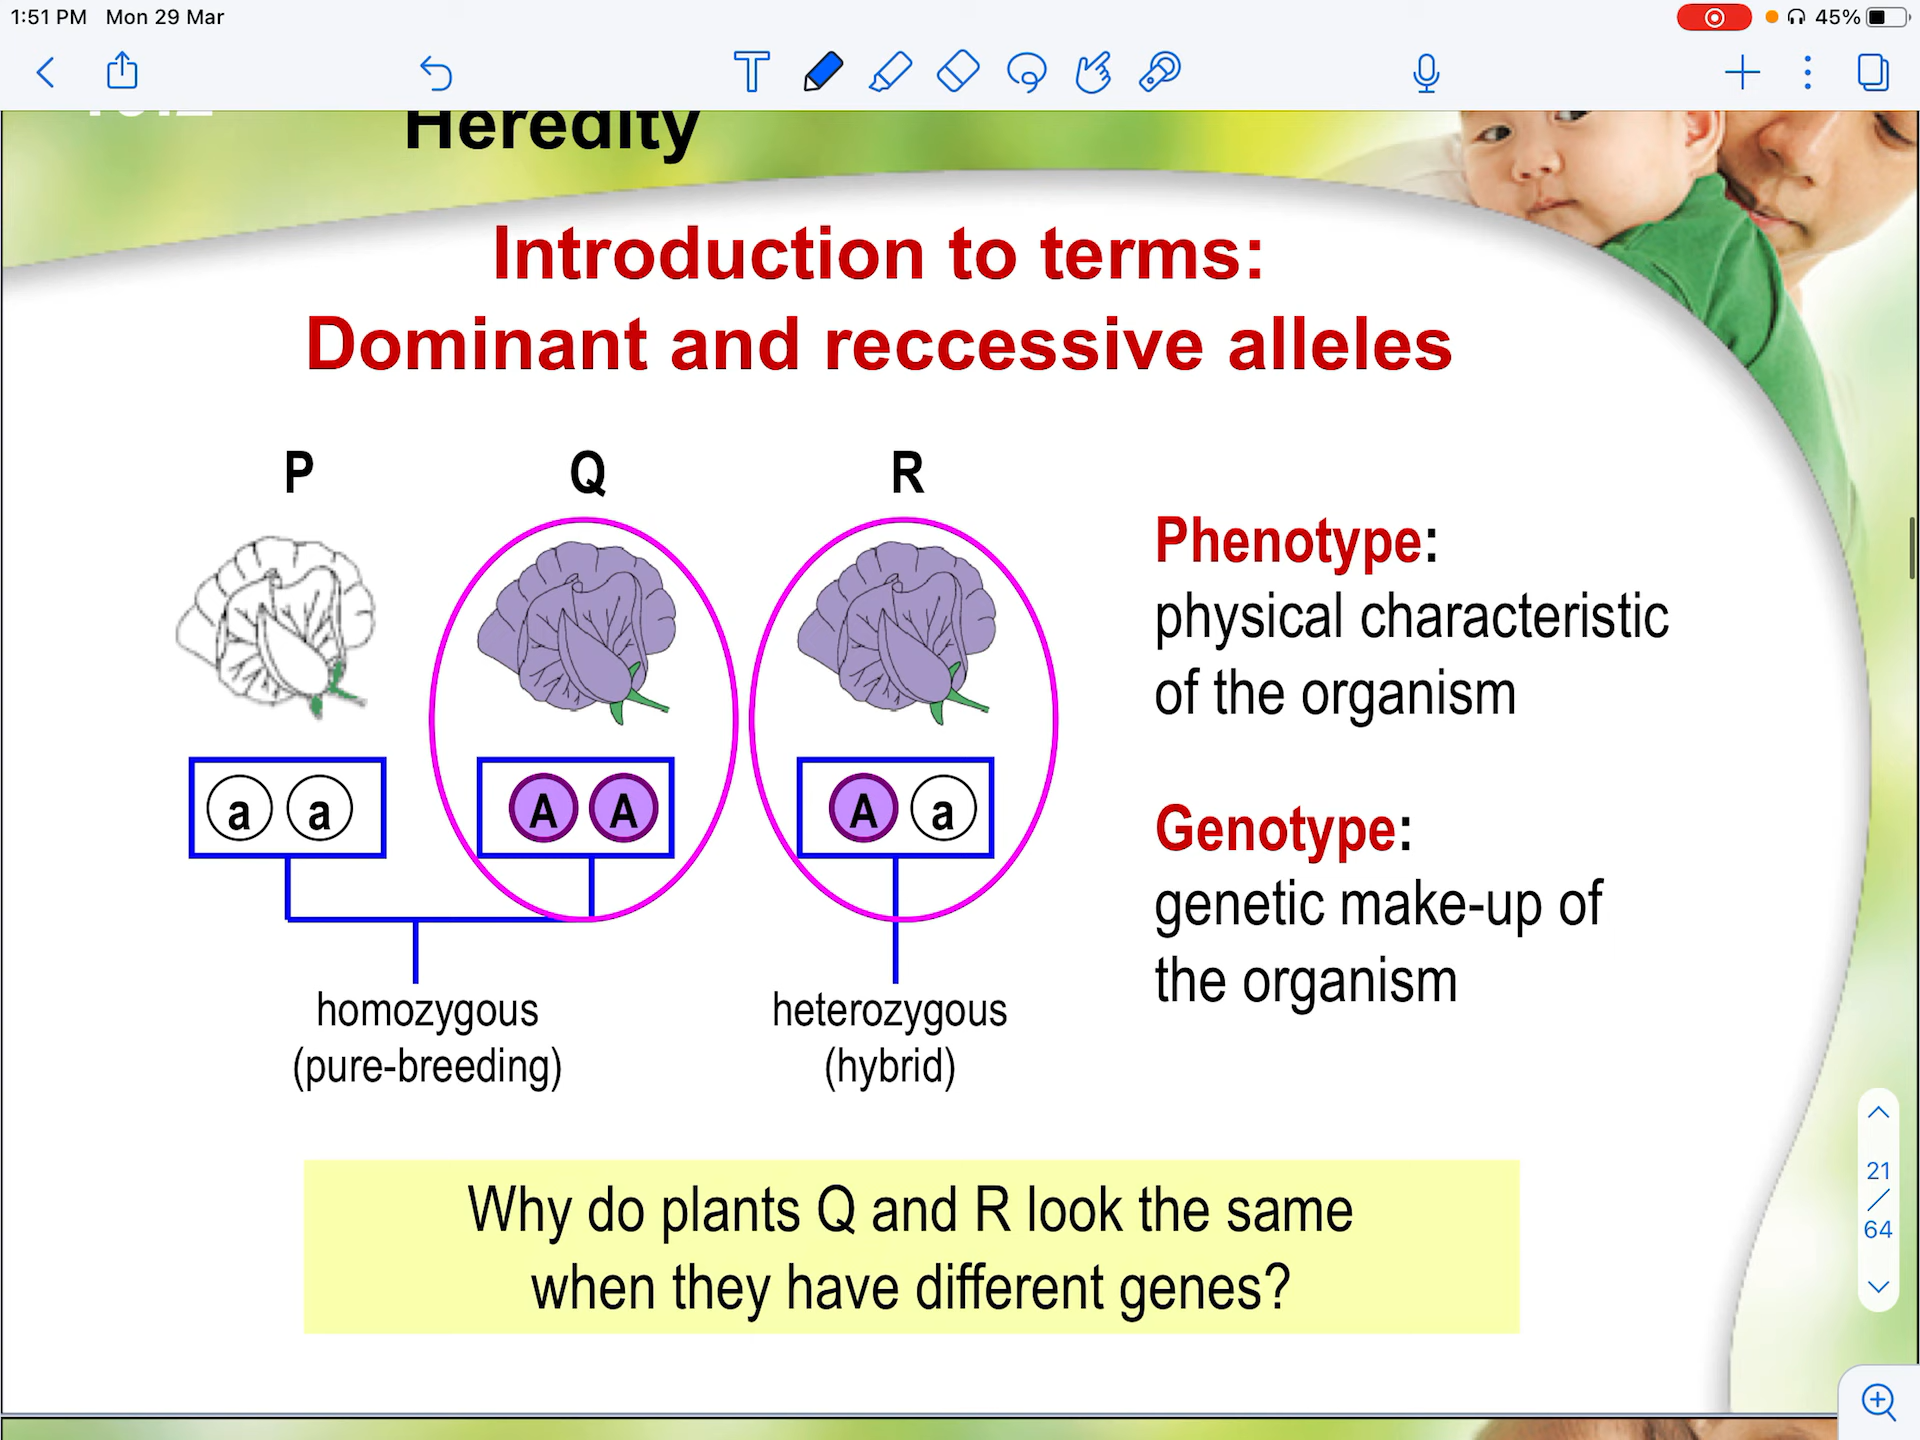 1:51 PM Mon 29 Mar
45%
T
Heredity
Introduction to terms:
Dominant and reccessive alleles
P Q R
a a A A A a
homozygous
(pure-breeding)
heterozygous
(hybrid)
Phenotype:
physical characteristic
of the organism
Genotype:
genetic make-up of
the organism
Why do plants Q and R look the same
when they have different genes?
21
/
64